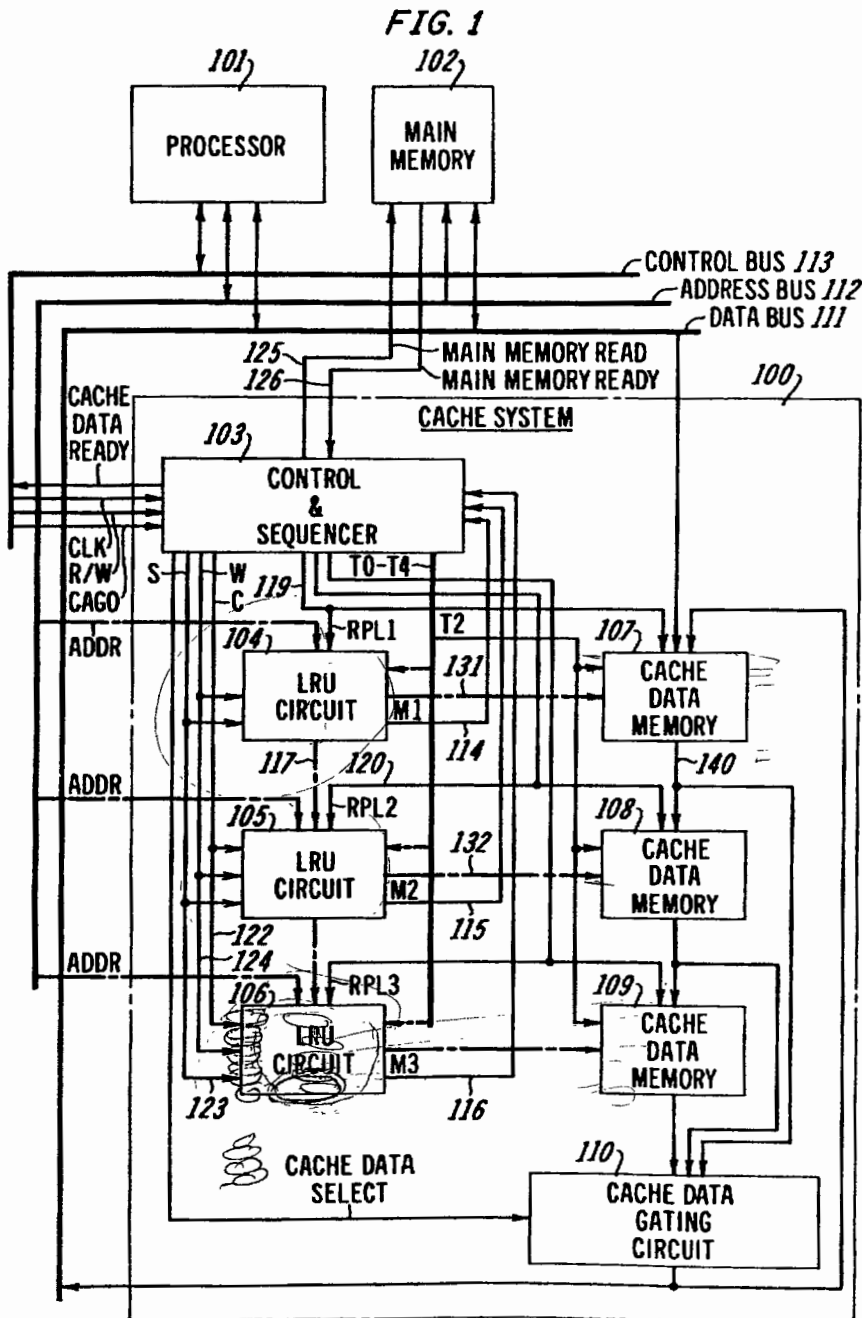 FIG. 1
101
102
PROCESSOR
MAIN
MEMORY
CONTROL BUS 113
ADDRESS BUS 112
DATA BUS 111
125
MAIN MEMORY READ
126
MAIN MEMORY READY
100
CACHE
DATA
READY
CACHE SYSTEM
103
CONTROL
&
SEQUENCER
CLK
R/W
CAGO
S
W
C
119
T0-T4
ADDR
RPL1
T2
104
107
LRU
CIRCUIT
131
CACHE
DATA
MEMORY
M1
114
117
120
140
ADDR
RPL2
105
108
LRU
CIRCUIT
132
CACHE
DATA
MEMORY
M2
115
122
124
ADDR
RPL3
106
109
LRU
CIRCUIT
CACHE
DATA
MEMORY
M3
123
116
CACHE DATA
SELECT
110
CACHE DATA
GATING
CIRCUIT